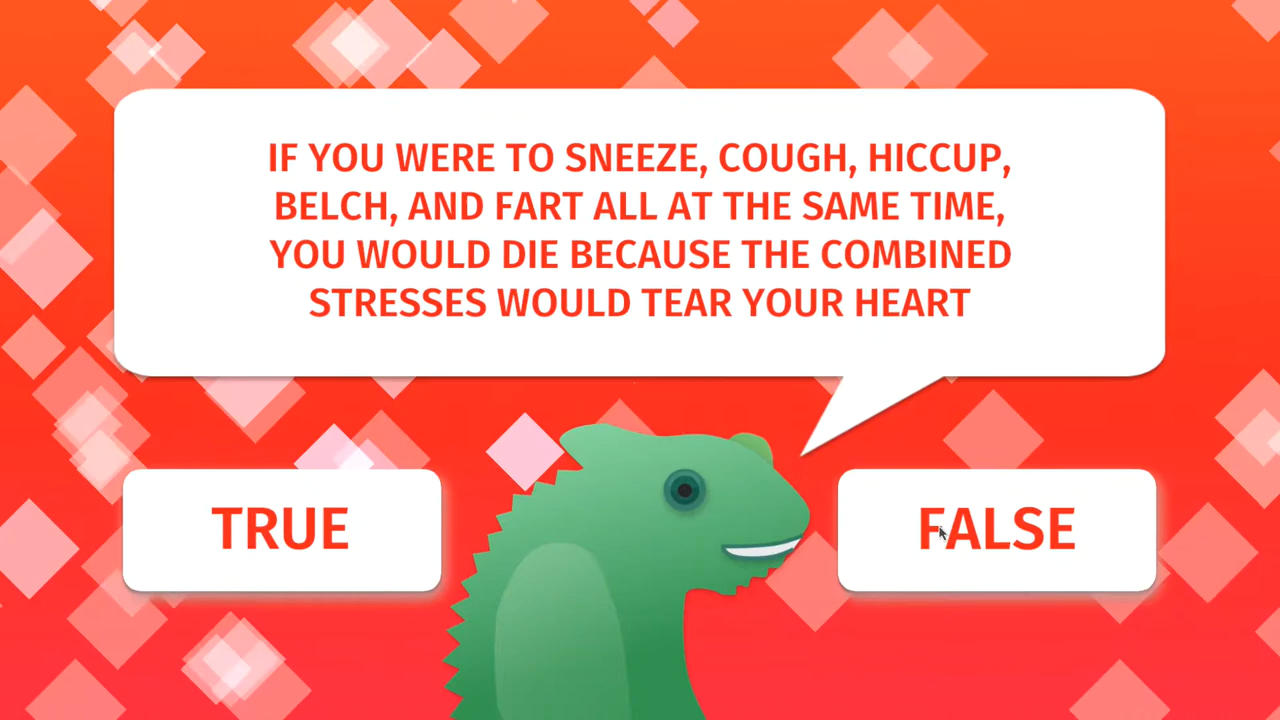 IF YOU WERE TO SNEEZE, COUGH, HICCUP,
BELCH, AND FART ALL AT THE SAME TIME,
YOU WOULD DIE BECAUSE THE COMBINED
STRESSES WOULD TEAR YOUR HEART
TRUE
FALSE